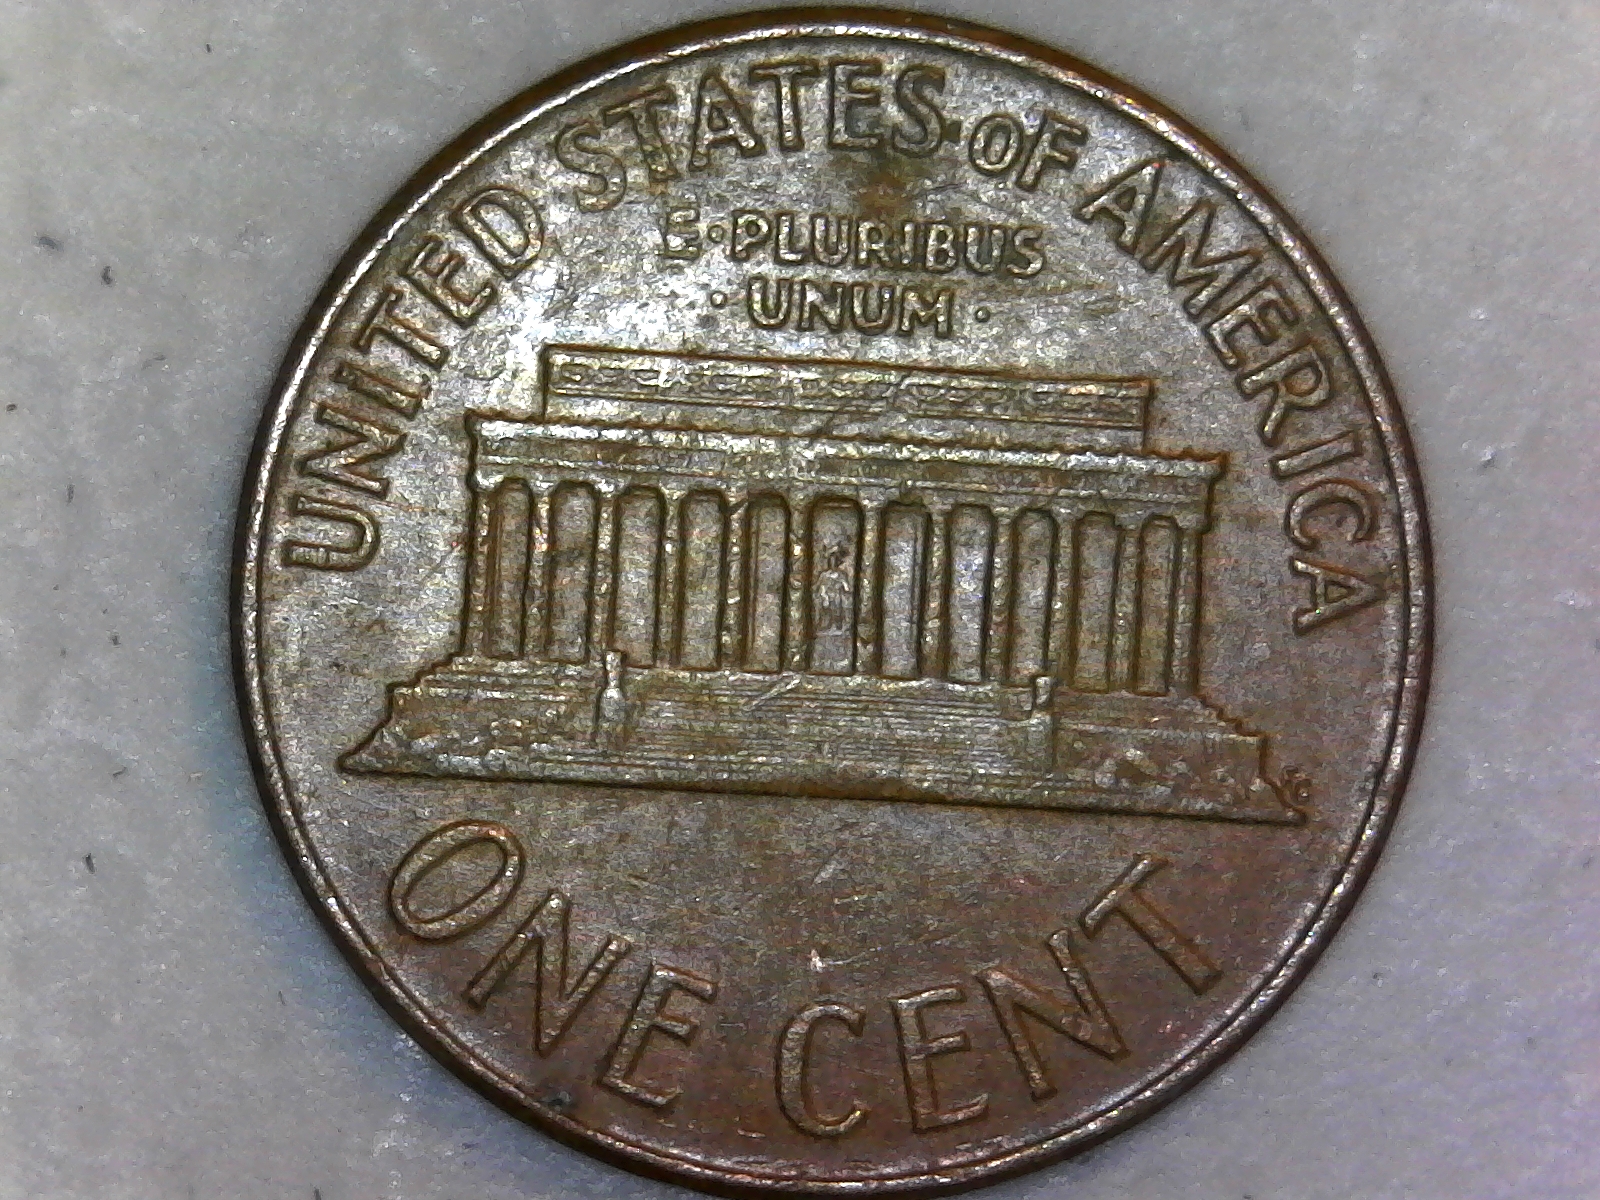 UNITED STATES·OF AMERICA
E·PLURIBUS
·UNUM·
ONE CENT